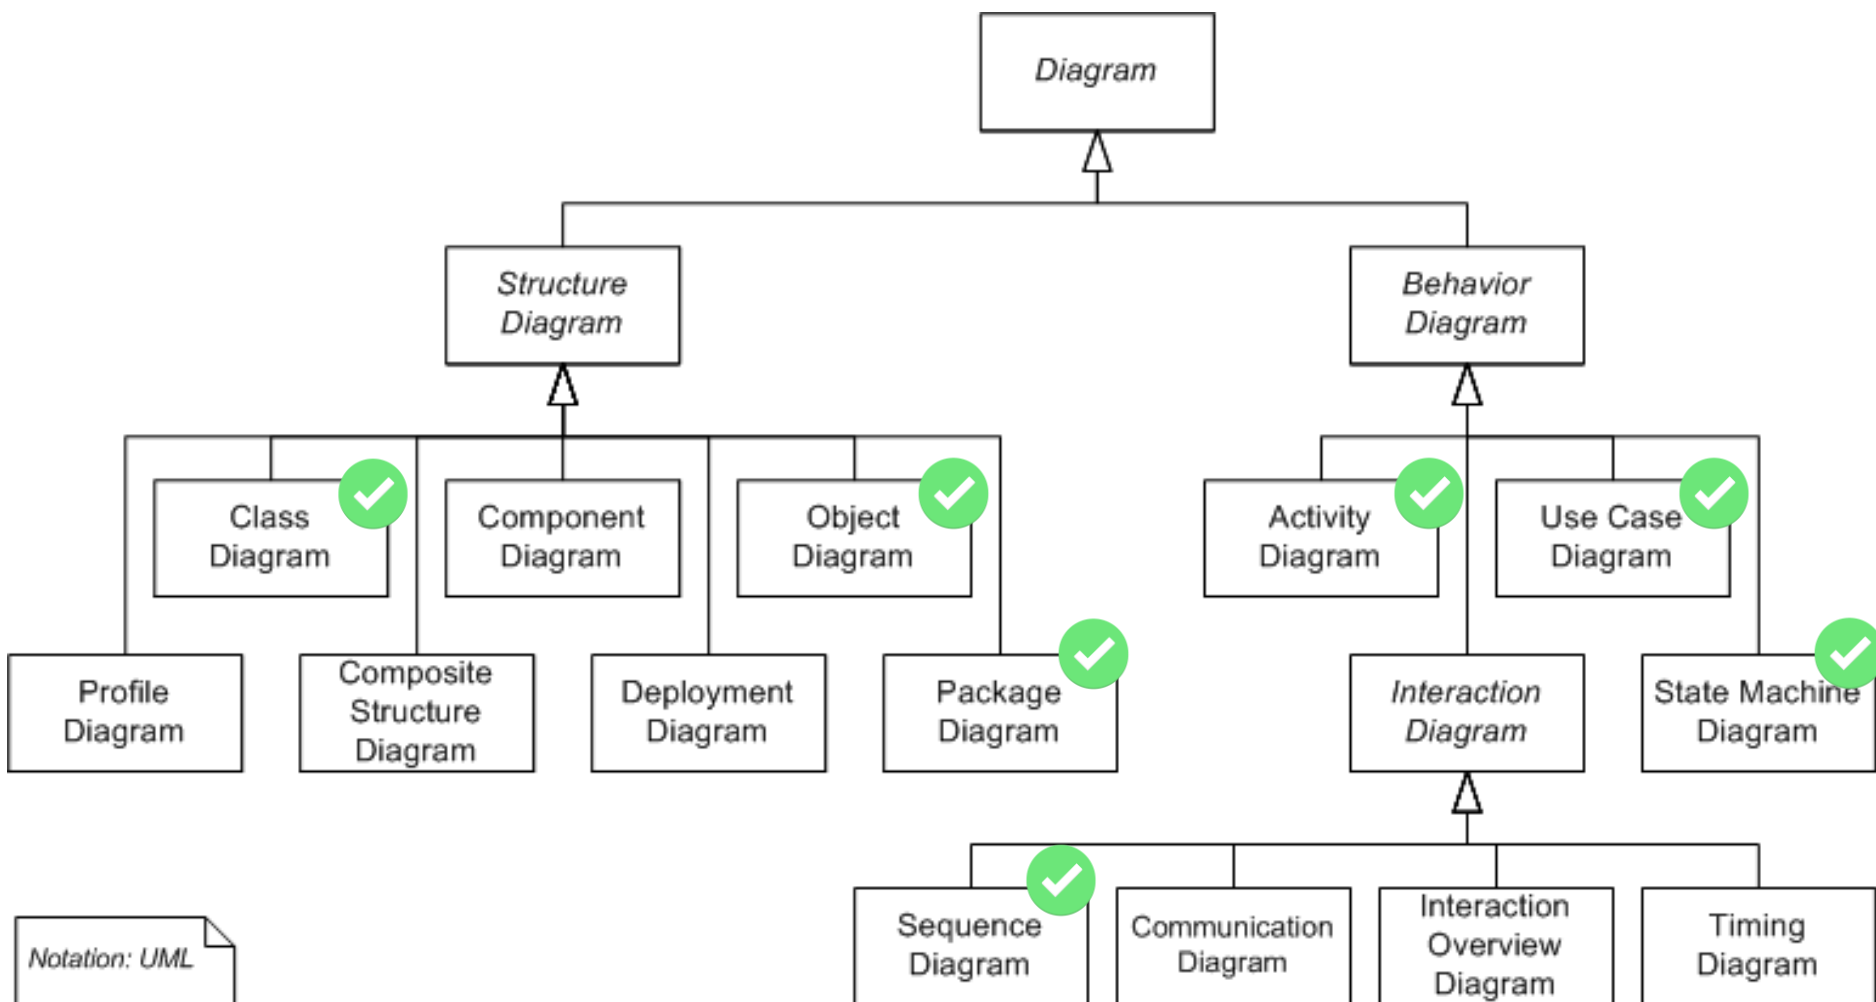 Diagram
Structure
Diagram
Behavior
Diagram
Class
Diagram
Component
Diagram
Object
Diagram
Activity
Diagram
Use Case
Diagram
Profile
Diagram
Composite
Structure
Diagram
Deployment
Diagram
Package
Diagram
Interaction
Diagram
State Machine
Diagram
Sequence
Diagram
Communication
Diagram
Interaction
Overview
Diagram
Timing
Diagram
Notation: UML